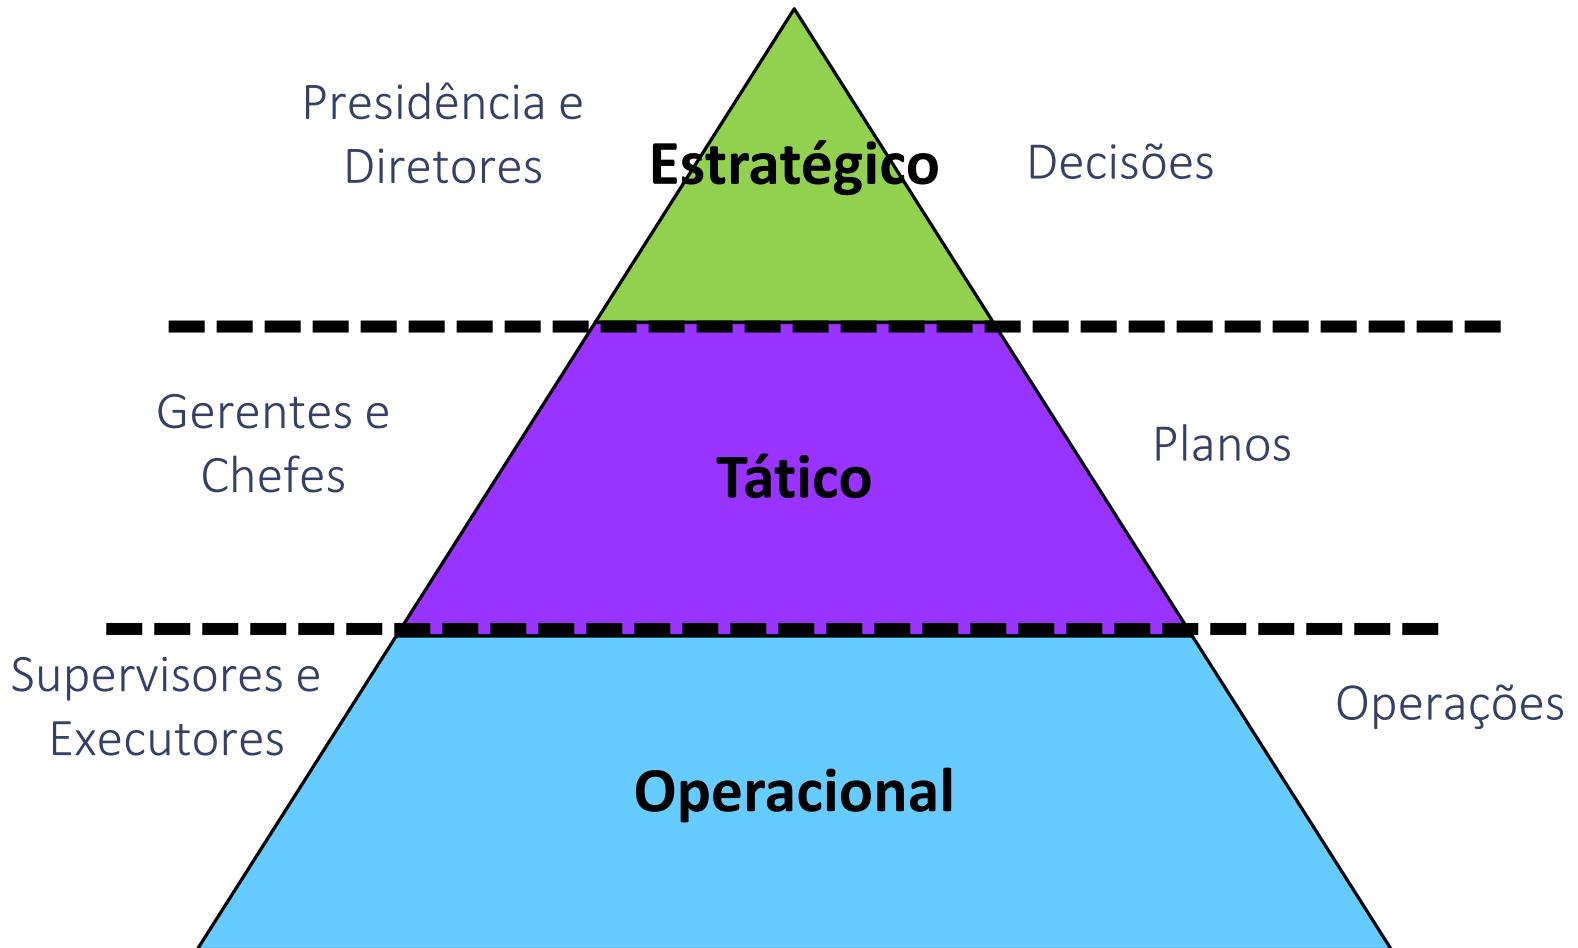 Presidência e
Diretores
Estratégico
Decisões
Gerentes e
Chefes
Tático
Planos
Supervisores e
Executores
Operacional
Operações